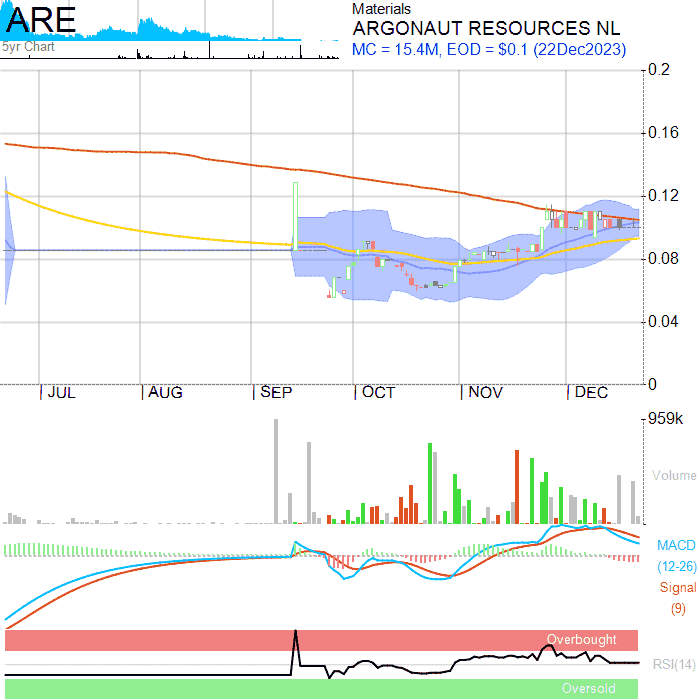 ARE
5yr Chart
Materials
ARGONAUT RESOURCES NL
MC = 15.4M, EOD = $0.1 (22Dec2023)
0.2
0.16
0.12
0.08
0.04
0
JUL AUG SEP OCT NOV DEC
959k
Volume
MACD
(12-26)
Signal
(9)
Overbought
RSI(14)
Oversold